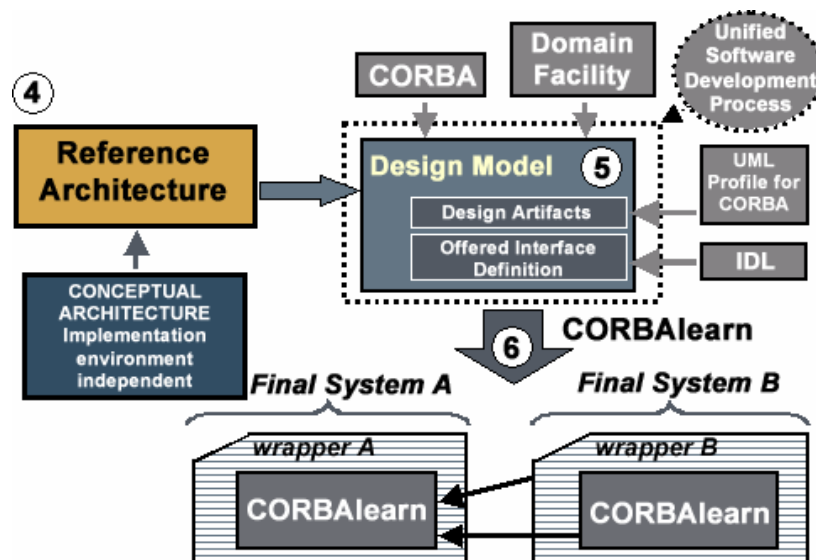 Unified
Software
Development
Process
Domain
Facility
CORBA
4
Reference
Architecture
Design Model
5
UML
Profile for
CORBA
Design Artifacts
Offered Interface
Definition
IDL
CONCEPTUAL
ARCHITECTURE
Implementation
environment
independent
CORBAlearn
6
Final System A
Final System B
wrapper A
wrapper B
CORBAlearn
CORBAlearn